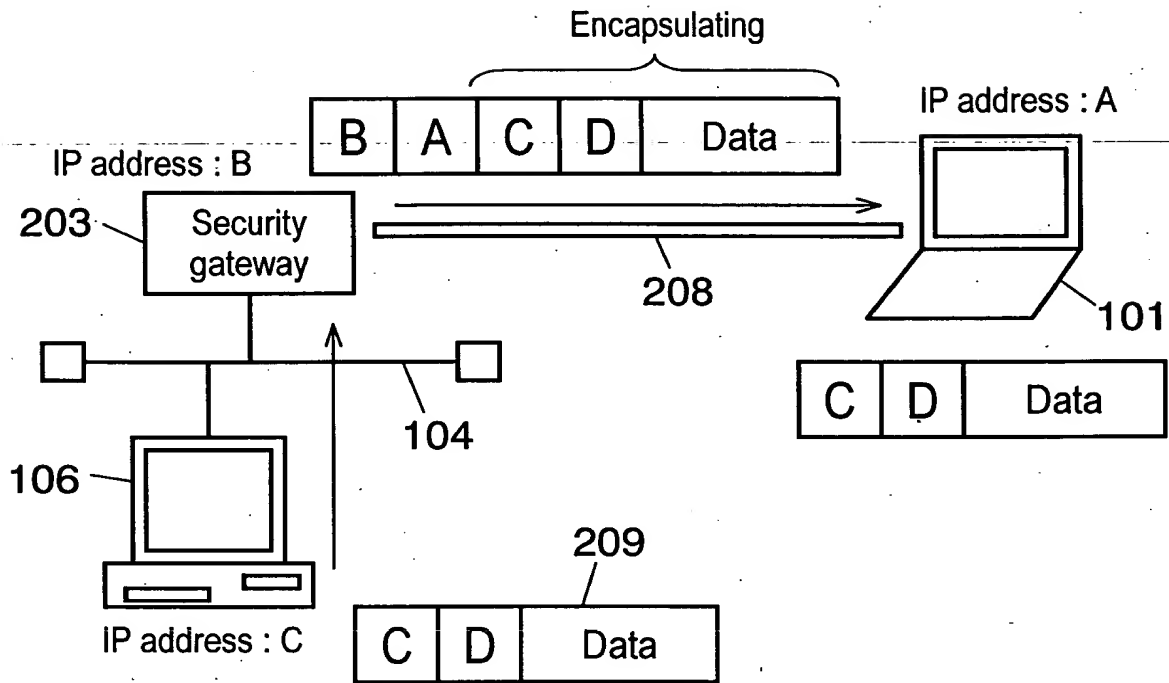 Encapsulating
B A C D Data
IP address : A
IP address : B
203
Security
gateway
208
101
C D Data
104
106
209
C D Data
IP address : C